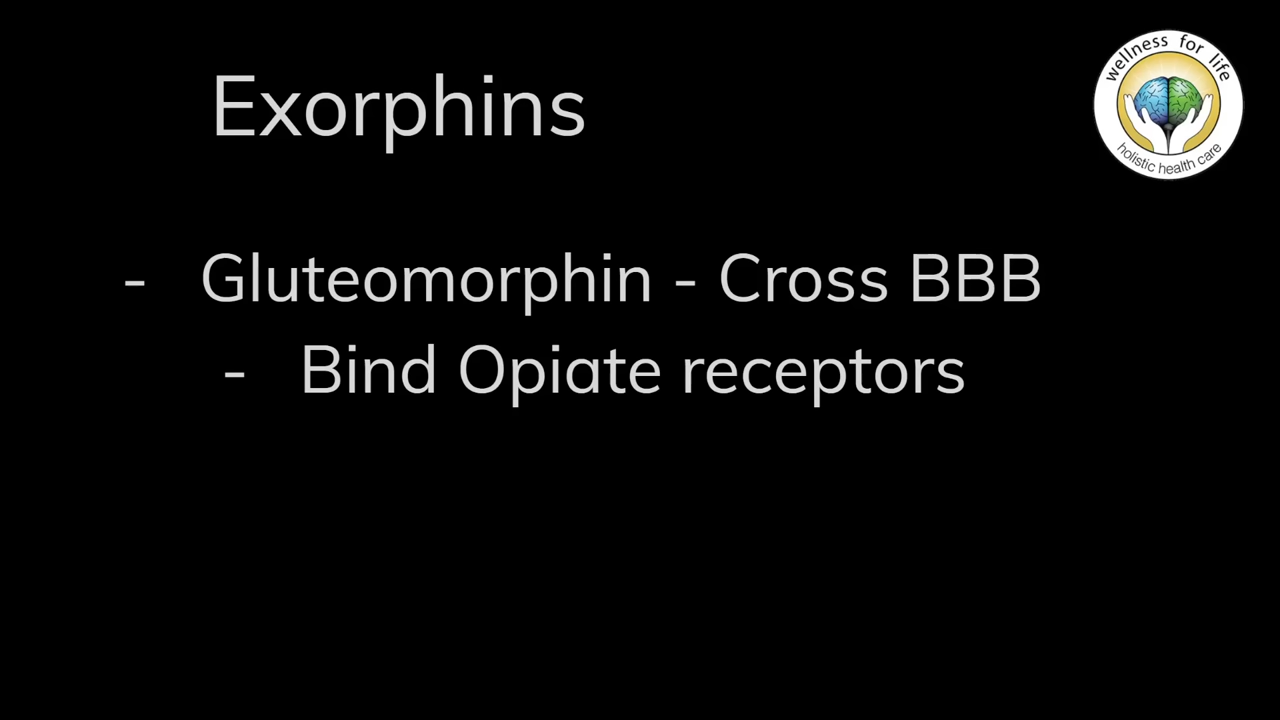 Exorphins
wellness for life
holistic health care
- Gluteomorphin - Cross BBB
- Bind Opiate receptors